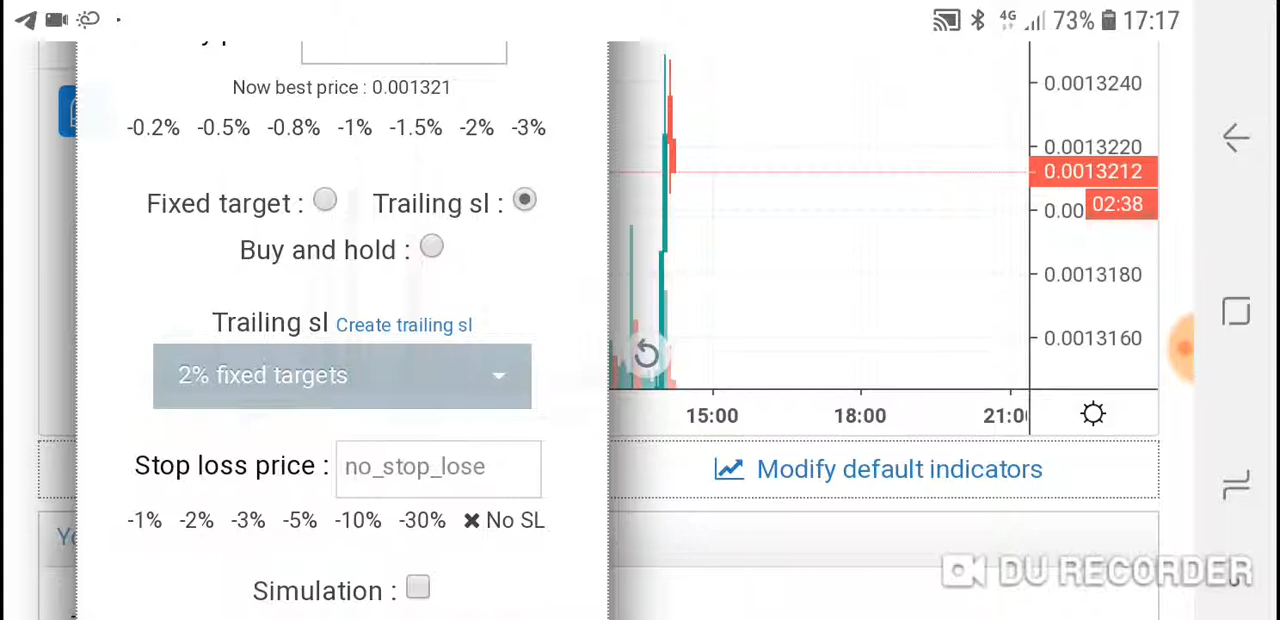 4G 73% 17:17
Now best price : 0.001321
-0.2% -0.5% -0.8% -1% -1.5% -2% -3%
Fixed target : Trailing sl :
Buy and hold :
Trailing sl Create trailing sl
2% fixed targets
Stop loss price : no_stop_lose
-1% -2% -3% -5% -10% -30% ✖ No SL
Simulation :
0.0013240
0.0013220
0.0013212
0.00 02:38
0.0013180
0.0013160
15:00 18:00 21:0
Modify default indicators
DU RECORDER